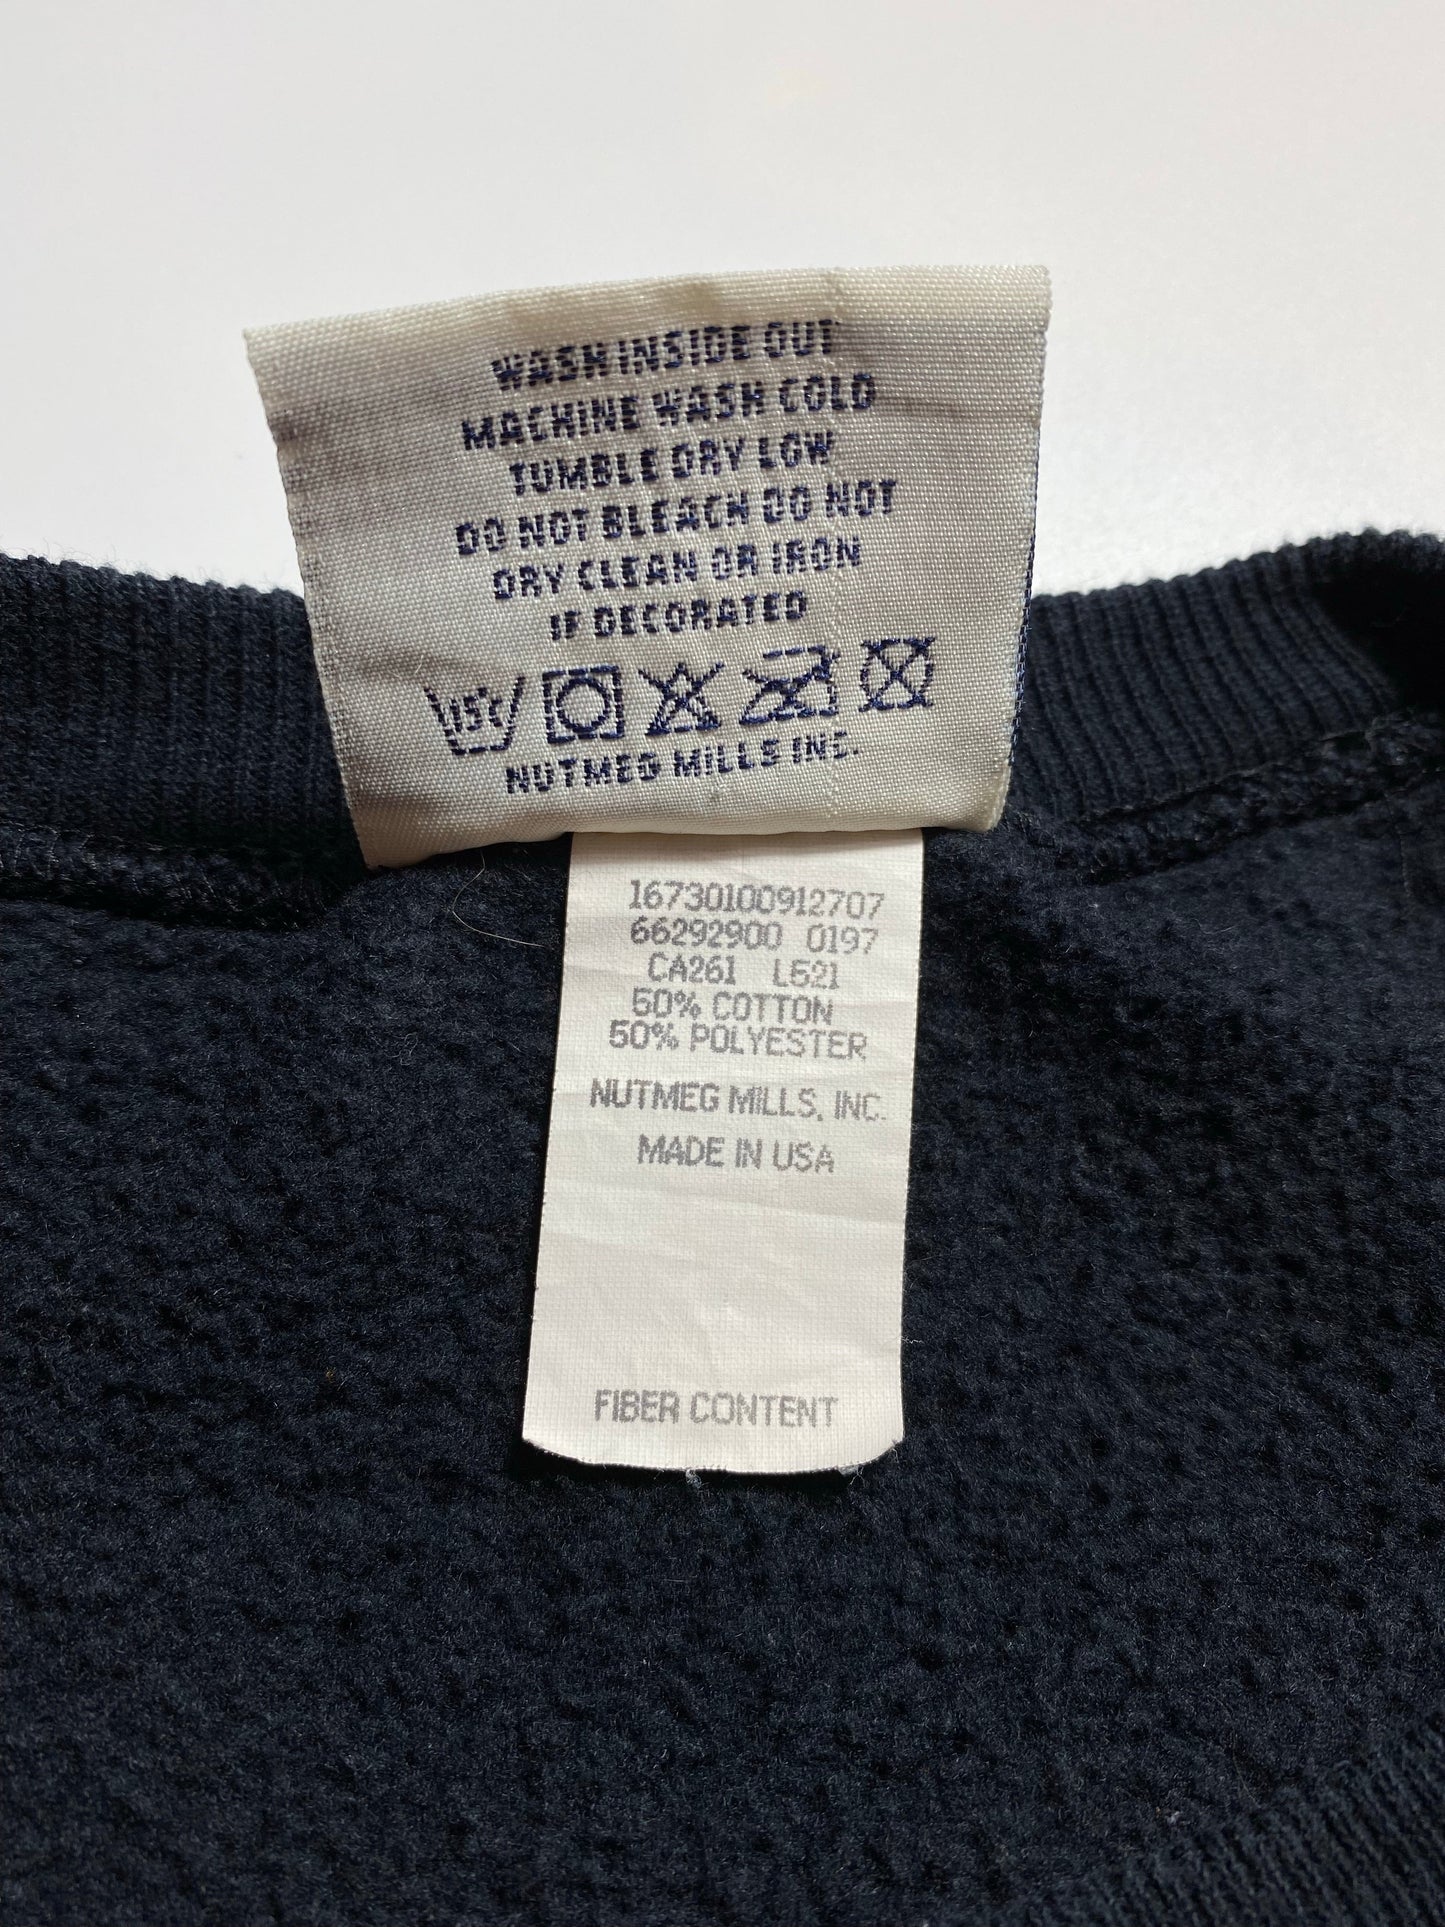 WASH INSIDE OUT
MACHINE WASH COLD
TUMBLE DRY LOW
DO NOT BLEACH DO NOT
DRY CLEAN OR IRON
IF DECORATED
15°C
NUTMEG MILLS INC.
16730100912707
66292900 0197
CA261 L521
50% COTTON
50% POLYESTER
NUTMEG MILLS, INC.
MADE IN USA
FIBER CONTENT